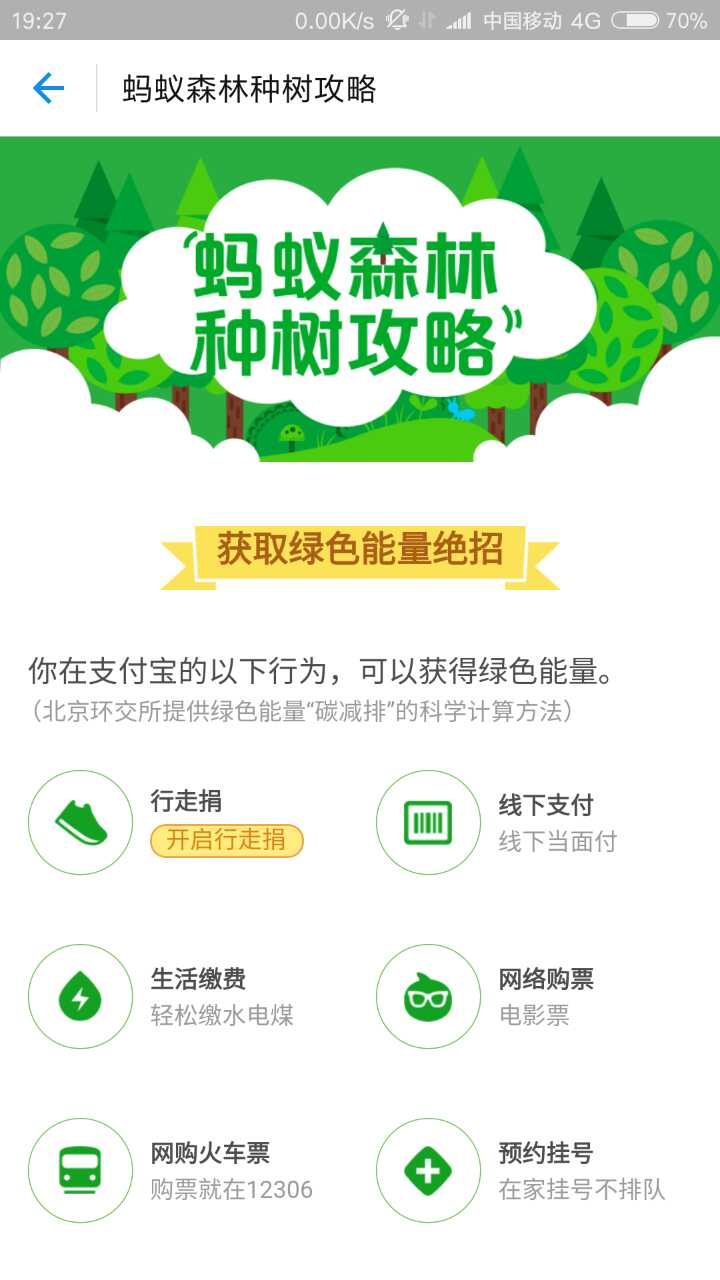 19:27
0.00K/s
中国移动 4G
70%
蚂蚁森林种树攻略
“蚂蚁森林
种树攻略”
获取绿色能量绝招
你在支付宝的以下行为，可以获得绿色能量。
（北京环交所提供绿色能量“碳减排”的科学计算方法）
行走捐
开启行走捐
线下支付
线下当面付
生活缴费
轻松缴水电煤
网络购票
电影票
网购火车票
购票就在12306
预约挂号
在家挂号不排队